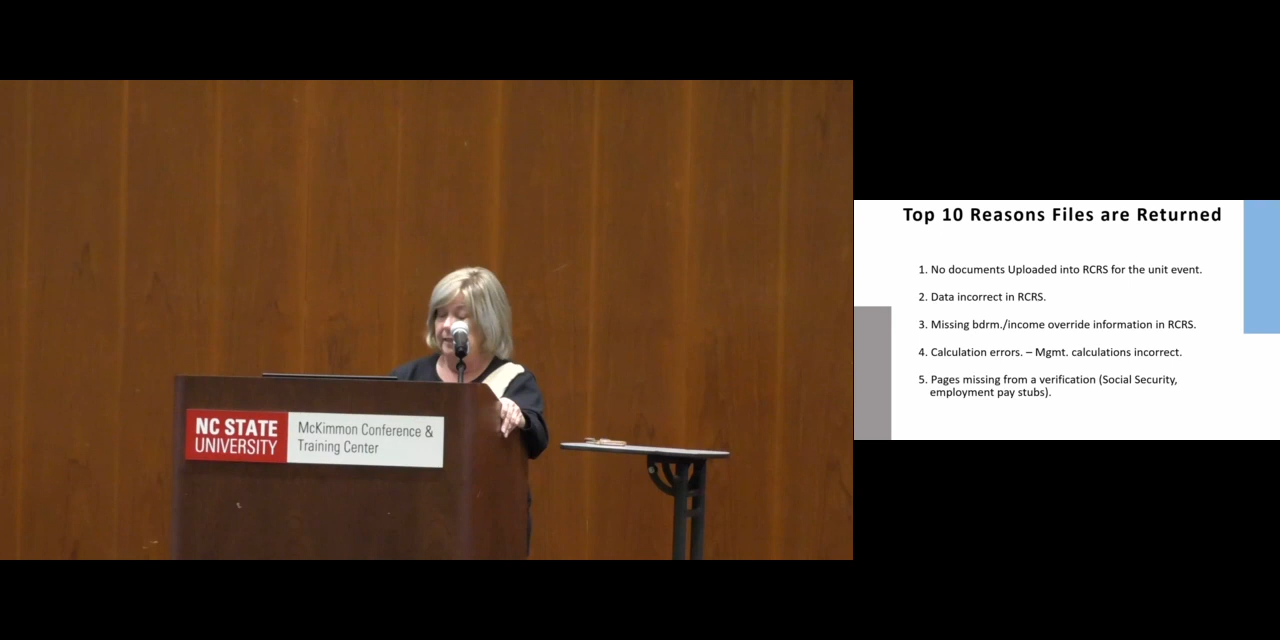 NC STATE
UNIVERSITY
McKimmon Conference &
Training Center
Top 10 Reasons Files are Returned
1. No documents Uploaded into RCRS for the unit event.
2. Data incorrect in RCRS.
3. Missing bdrm./income override information in RCRS.
4. Calculation errors. – Mgmt. calculations incorrect.
5. Pages missing from a verification (Social Security,
employment pay stubs).